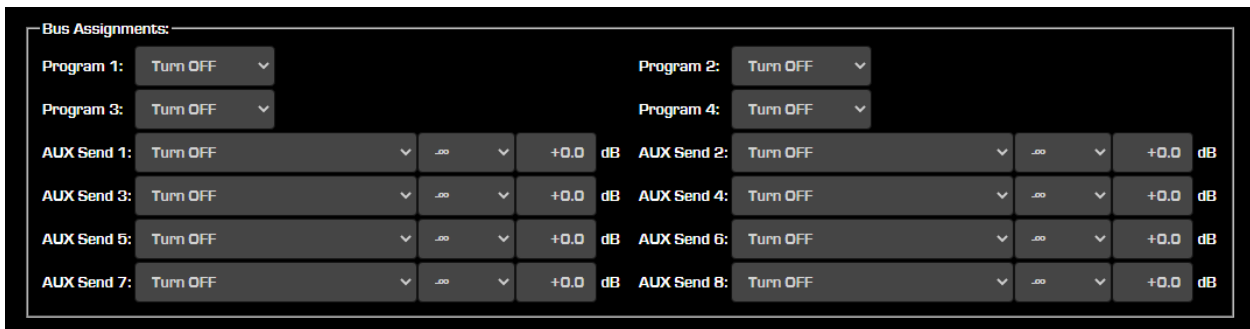 Bus Assignments:
Program 1: Turn OFF Program 2: Turn OFF
Program 3: Turn OFF Program 4: Turn OFF
AUX Send 1: Turn OFF -∞ +0.0 dB AUX Send 2: Turn OFF -∞ +0.0 dB
AUX Send 3: Turn OFF -∞ +0.0 dB AUX Send 4: Turn OFF -∞ +0.0 dB
AUX Send 5: Turn OFF -∞ +0.0 dB AUX Send 6: Turn OFF -∞ +0.0 dB
AUX Send 7: Turn OFF -∞ +0.0 dB AUX Send 8: Turn OFF -∞ +0.0 dB